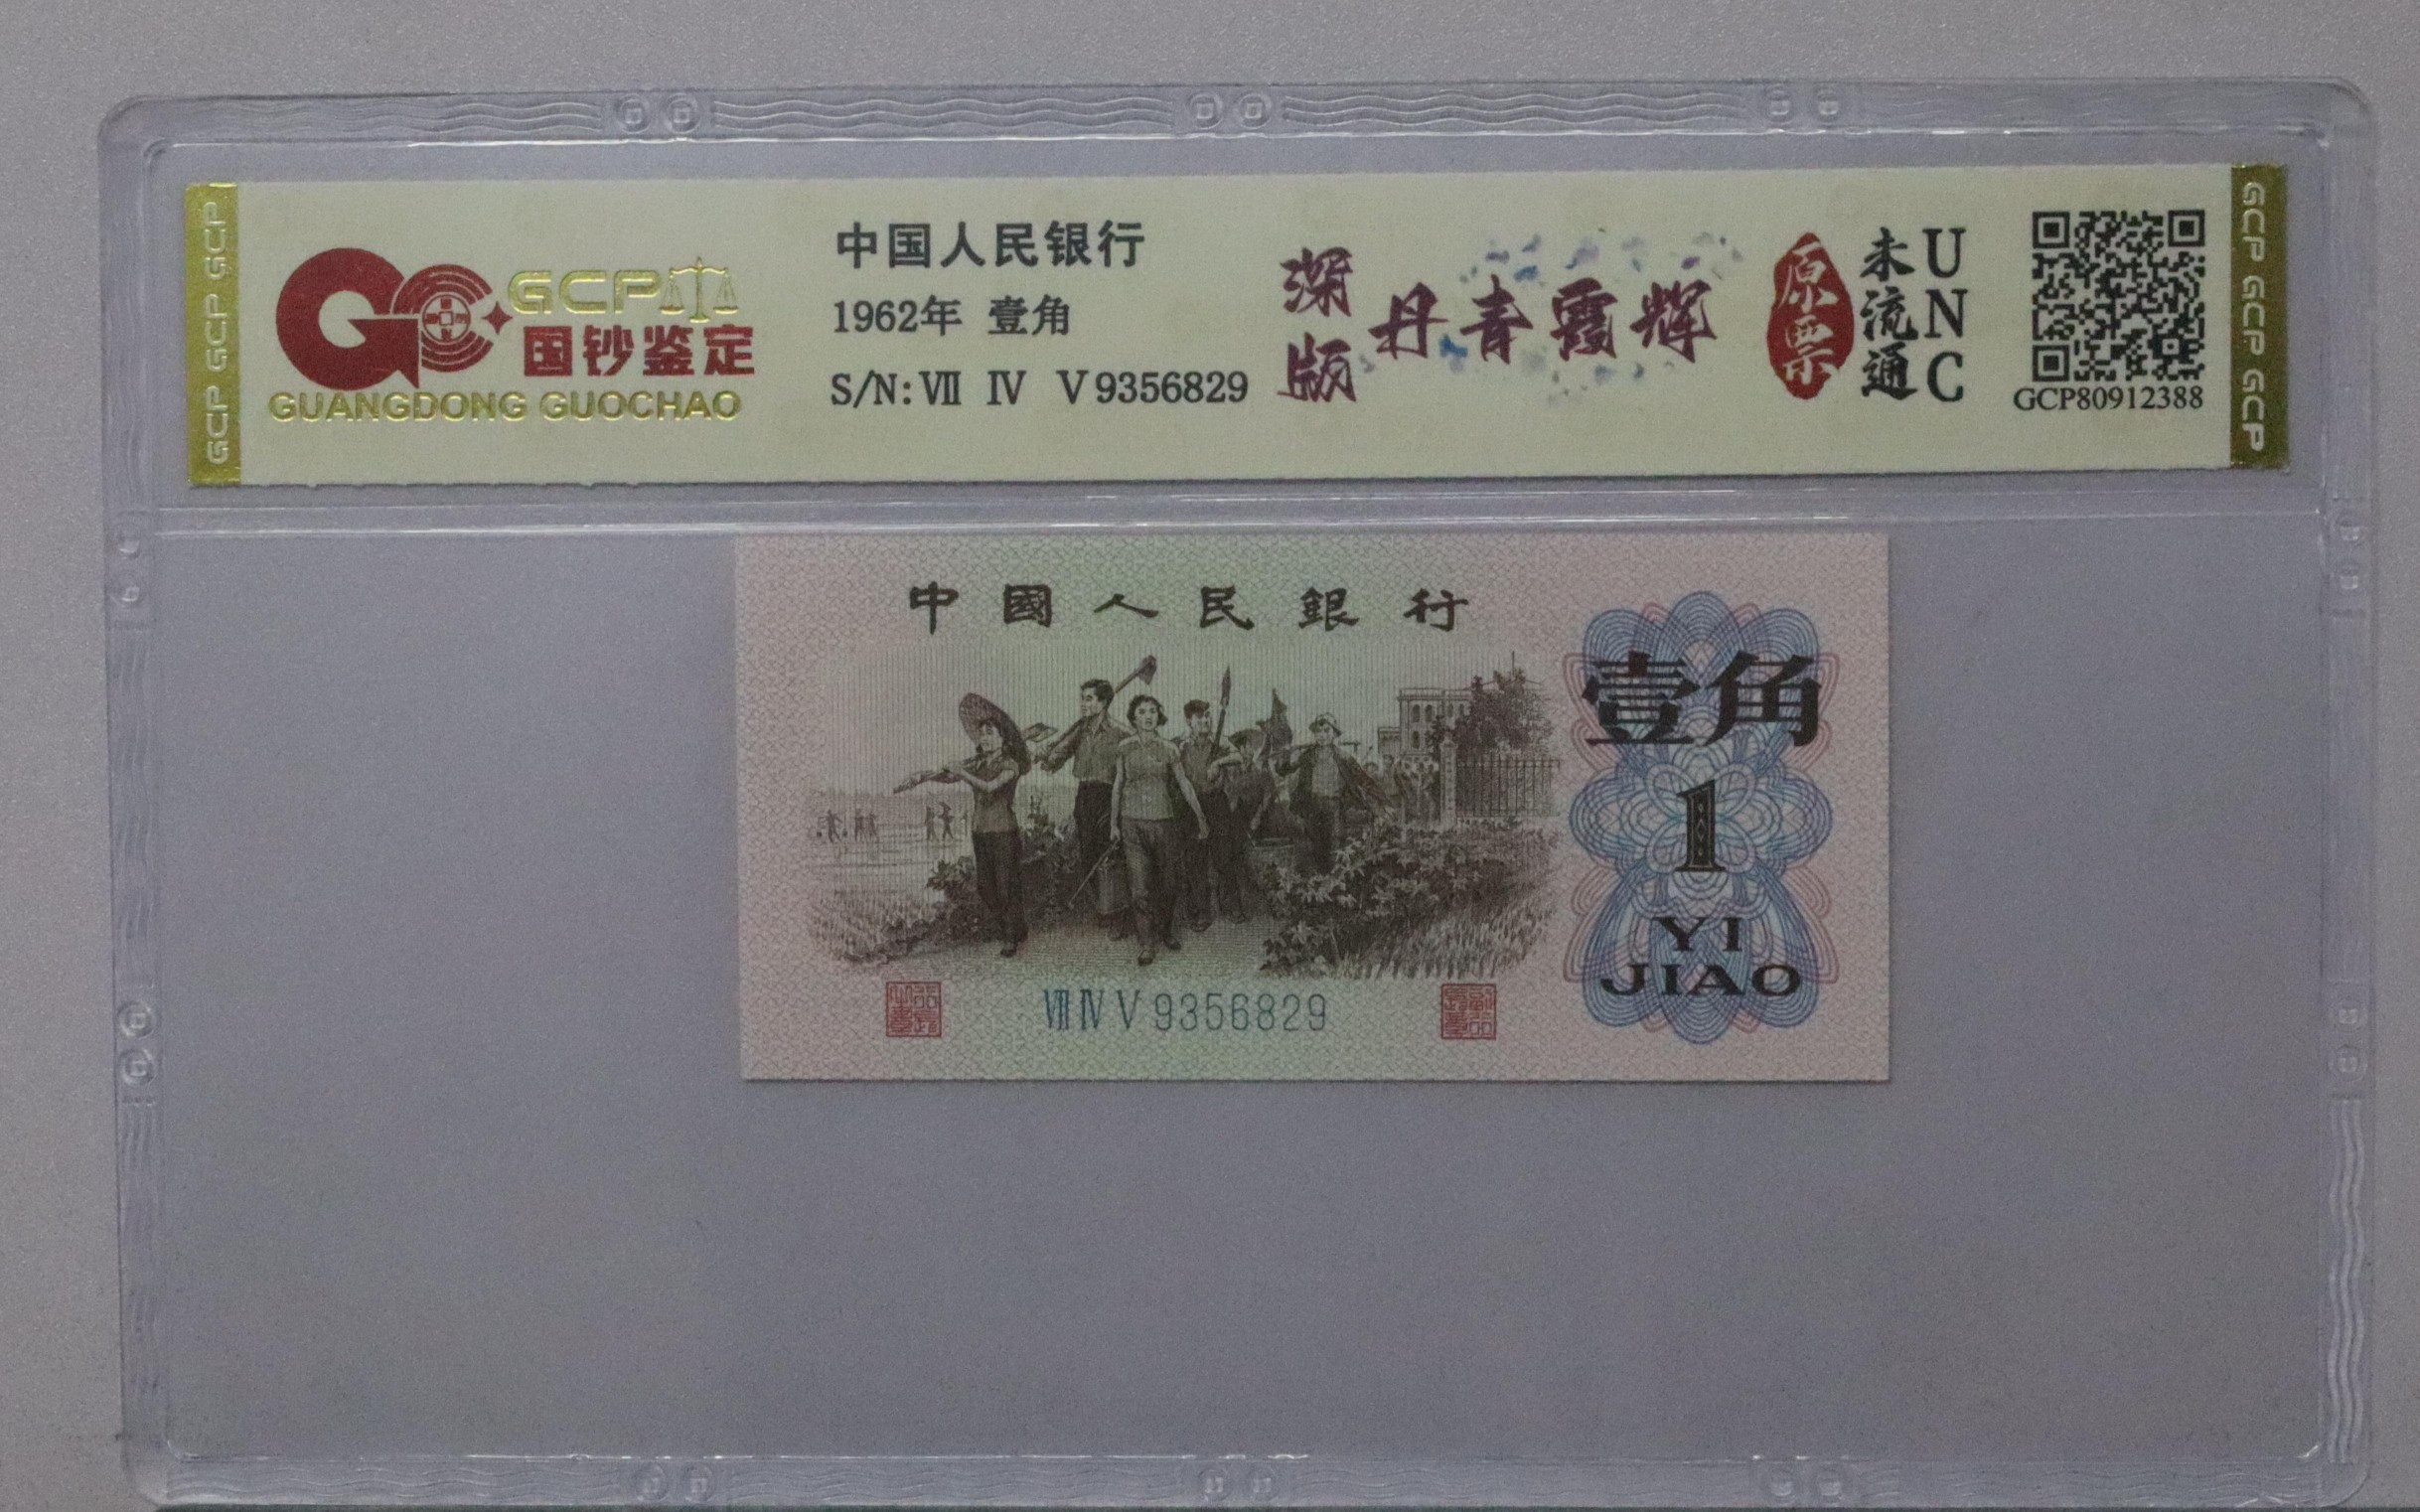 GCP GCP GCP
GCP
国钞鉴定
GUANGDONG GUOCHAO
中国人民银行
1962年 壹角
S/N: Ⅶ Ⅳ Ⅴ 9356829
深版
丹青霞辉
原票
未流通
UNC
GCP80912388
GCP GCP GCP
中國人民銀行
壹角
1
YI
JIAO
Ⅶ Ⅳ Ⅴ 9356829